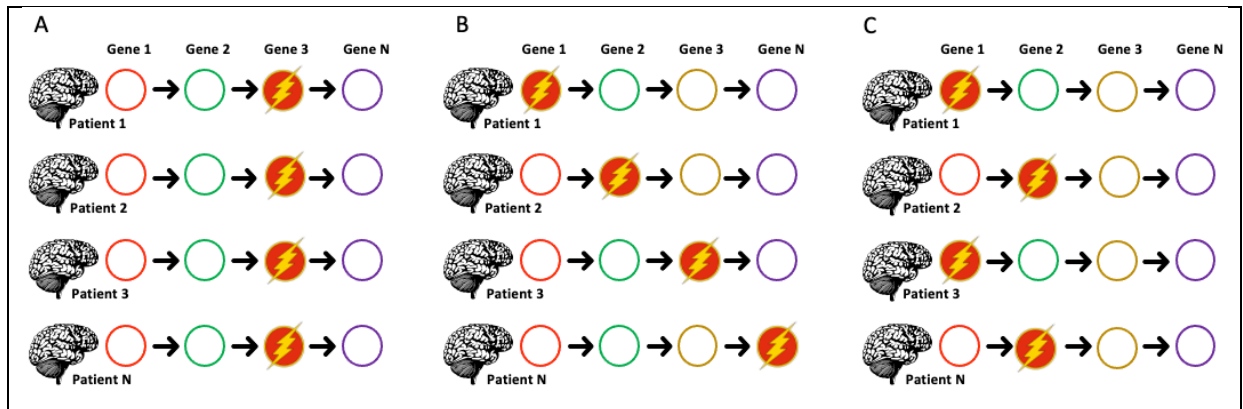 A
Gene 1 Gene 2 Gene 3 Gene N
Patient 1
Patient 2
Patient 3
Patient N
B
Gene 1 Gene 2 Gene 3 Gene N
Patient 1
Patient 2
Patient 3
Patient N
C
Gene 1 Gene 2 Gene 3 Gene N
Patient 1
Patient 2
Patient 3
Patient N